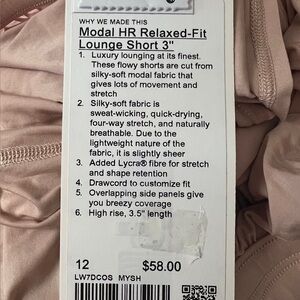 WHY WE MADE THIS
Modal HR Relaxed-Fit
Lounge Short 3"
1. Luxury lounging at its finest.
These flowy shorts are cut from
silky-soft modal fabric that
gives lots of movement and
stretch
2. Silky-soft fabric is
sweat-wicking, quick-drying,
four-way stretch, and naturally
breathable. Due to the
lightweight nature of the
fabric, it is slightly sheer
3. Added Lycra® fibre for stretch
and shape retention
4. Drawcord to customize fit
5. Overlapping side panels give
you breezy coverage
6. High rise, 3.5" length
12 $58.00
LW7DCOS MYSH